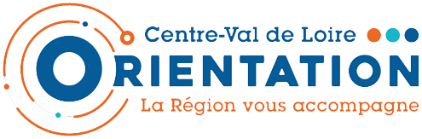 Centre-Val de Loire
ORIENTATION
La Région vous accompagne